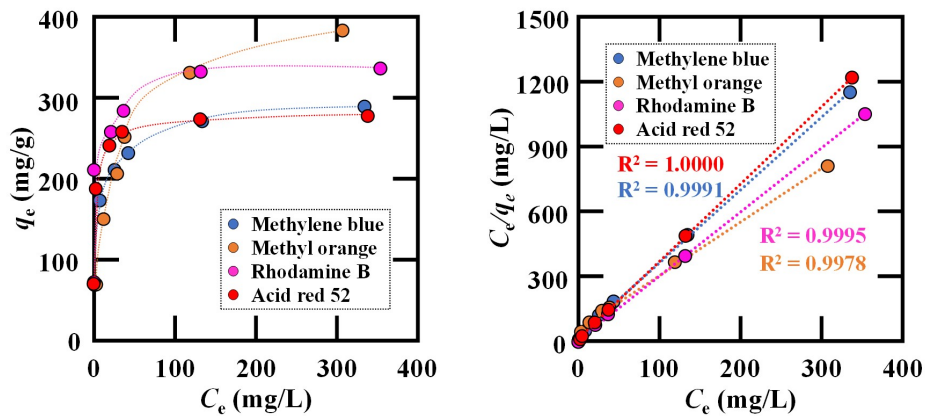 400
300
200
100
0
qe (mg/g)
Methylene blue
Methyl orange
Rhodamine B
Acid red 52
0 100 200 300 400
Ce (mg/L)
1500
1200
900
600
300
0
Ce/qe (mg/L)
Methylene blue
Methyl orange
Rhodamine B
Acid red 52
R² = 1.0000
R² = 0.9991
R² = 0.9995
R² = 0.9978
0 100 200 300 400
Ce (mg/L)